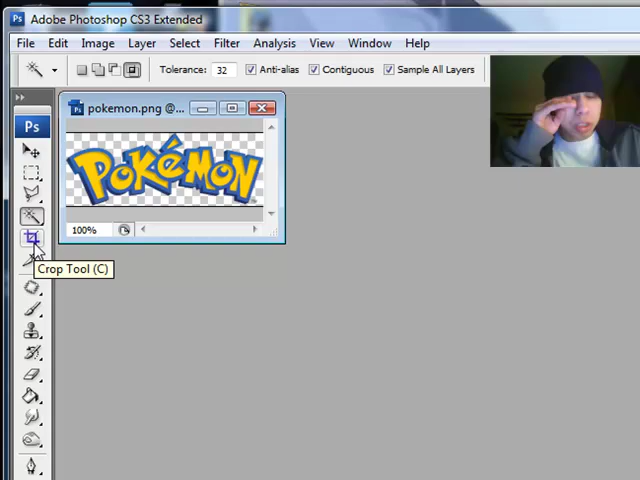 Ps Adobe Photoshop CS3 Extended
File Edit Image Layer Select Filter Analysis View Window Help
Tolerance: 32 Anti-alias Contiguous Sample All Layers
pokemon.png @...
Ps
POKéMON
100%
Crop Tool (C)